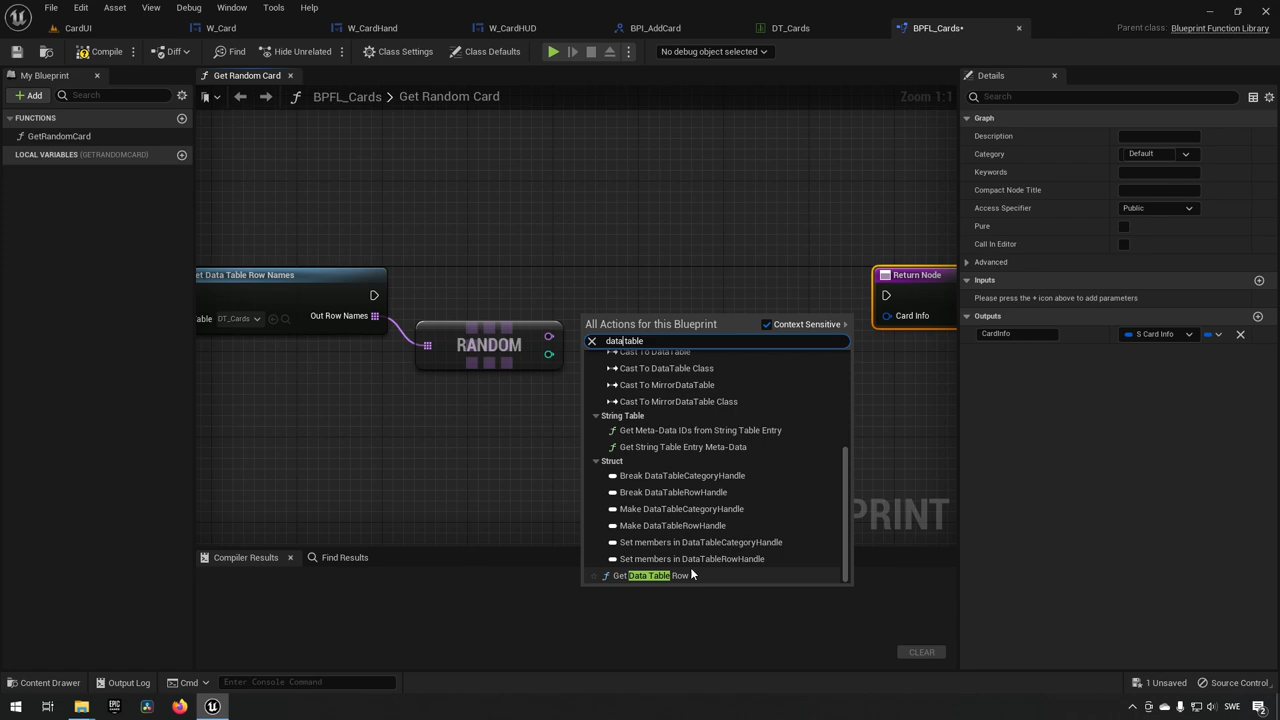 File Edit Asset View Debug Window Tools Help
CardUI W_Card W_CardHand W_CardHUD BPI_AddCard DT_Cards BPFL_Cards* Parent class: Blueprint Function Library
Compile Diff Find Hide Unrelated Class Settings Class Defaults No debug object selected
My Blueprint Get Random Card Details
Add Search BPFL_Cards > Get Random Card Zoom 1:1 Search
FUNCTIONS Graph
GetRandomCard Description
LOCAL VARIABLES (GETRANDOMCARD) Category Default
Keywords
Compact Node Title
Access Specifier Public
Pure
Call In Editor
Advanced
et Data Table Row Names Return Node Inputs
Please press the + icon above to add parameters
able DT_Cards Out Row Names Card Info Outputs
All Actions for this Blueprint Context Sensitive
CardInfo S Card Info
RANDOM datatable
Cast To DataTable
Cast To DataTable Class
Cast To MirrorDataTable
Cast To MirrorDataTable Class
String Table
Get Meta-Data IDs from String Table Entry
Get String Table Entry Meta-Data
Struct
Break DataTableCategoryHandle
Break DataTableRowHandle
Make DataTableCategoryHandle
PRINT
Make DataTableRowHandle
Set members in DataTableCategoryHandle
Compiler Results Find Results Set members in DataTableRowHandle
Get Data Table Row
CLEAR
Content Drawer Output Log Cmd Enter Console Command 1 Unsaved Source Control
EPIC SWE 2